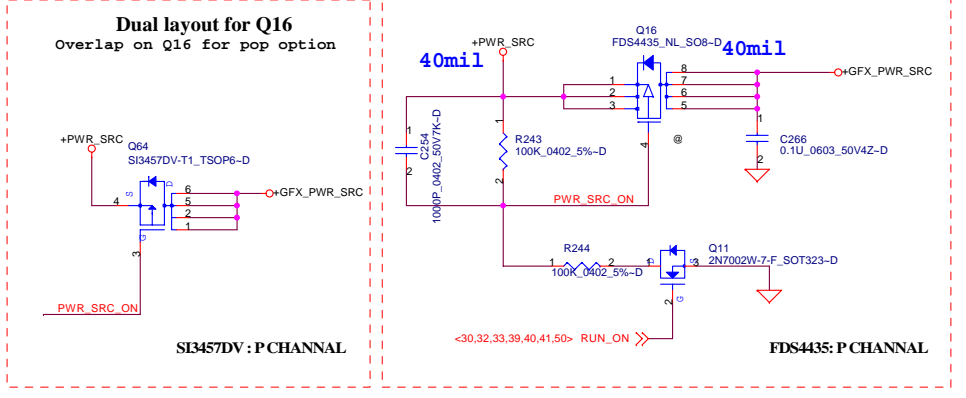 Dual layout for Q16
Overlap on Q16 for pop option
+PWR_SRC
Q64
SI3457DV-T1_TSOP6~D
S
D
G
4
6
5
2
1
3
+GFX_PWR_SRC
PWR_SRC_ON
SI3457DV : P CHANNAL
+PWR_SRC
40mil
Q16
FDS4435_NL_SO8~D
40mil
1
2
3
8
7
6
5
4
+GFX_PWR_SRC
@
1
2
C254
1000P_0402_50V7K~D
1
2
R243
100K_0402_5%~D
1
2
C266
0.1U_0603_50V4Z~D
PWR_SRC_ON
R244
1
2
100K_0402_5%~D
1
D
S
3
2
G
Q11
2N7002W-7-F_SOT323~D
<30,32,33,39,40,41,50> RUN_ON
FDS4435: P CHANNAL